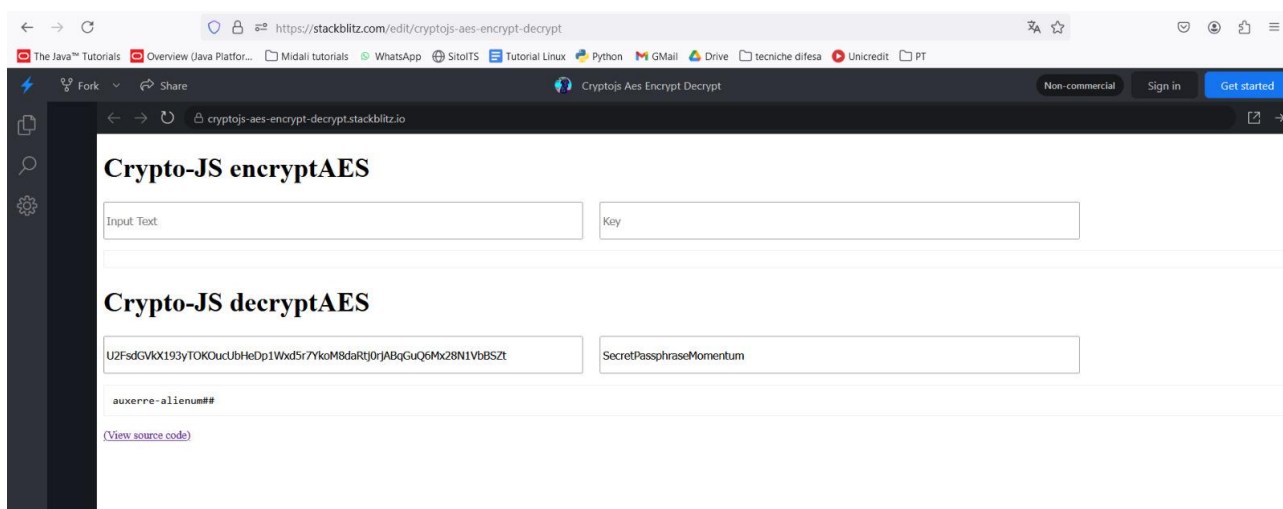 https://stackblitz.com/edit/cryptojs-aes-encrypt-decrypt
The Java™ Tutorials Overview (Java Platfor... Midali tutorials WhatsApp SitoITS Tutorial Linux Python GMail Drive tecniche difesa Unicredit PT
Fork Share Cryptojs Aes Encrypt Decrypt Non-commercial Sign in Get started
cryptojs-aes-encrypt-decrypt.stackblitz.io
Crypto-JS encryptAES
Input Text Key
Crypto-JS decryptAES
U2FsdGVkX193yTOKOucUbHeDp1Wxd5r7YkoM8daRtj0rjABqGuQ6Mx28N1VbBSZt SecretPassphraseMomentum
auxerre-alienum##
(View source code)